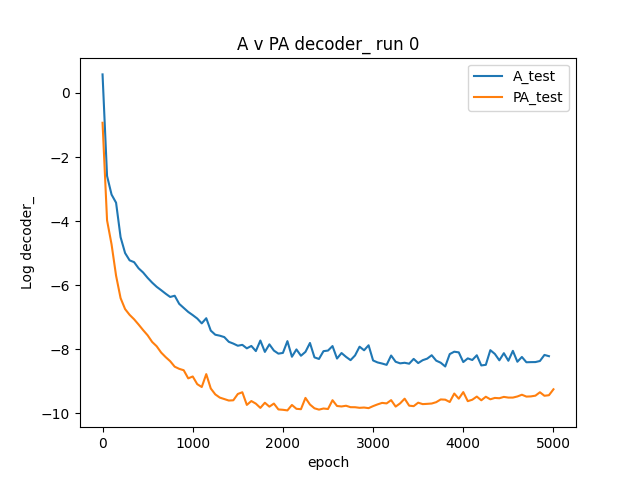 A v PA decoder_ run 0
A_test
PA_test
Log decoder_
0
−2
−4
−6
−8
−10
0 1000 2000 3000 4000 5000
epoch